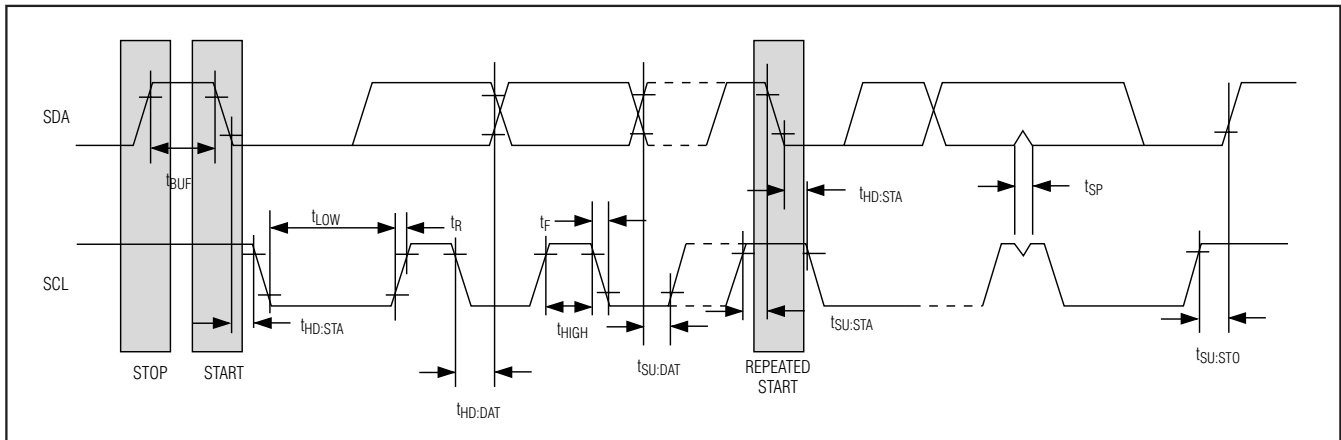 SDA
tBUF
tLOW
tR
tF
tHD:STA
tSP
SCL
tHD:STA
tHIGH
tSU:DAT
tSU:STA
tSU:STO
STOP
START
REPEATED
START
tHD:DAT